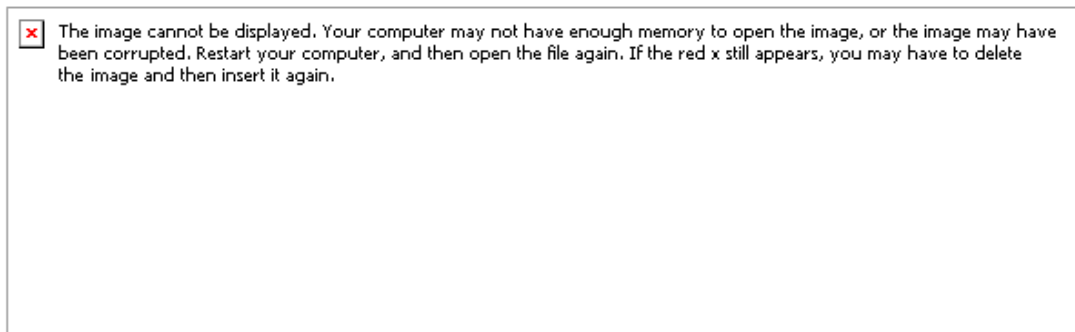 The image cannot be displayed. Your computer may not have enough memory to open the image, or the image may have
been corrupted. Restart your computer, and then open the file again. If the red x still appears, you may have to delete
the image and then insert it again.